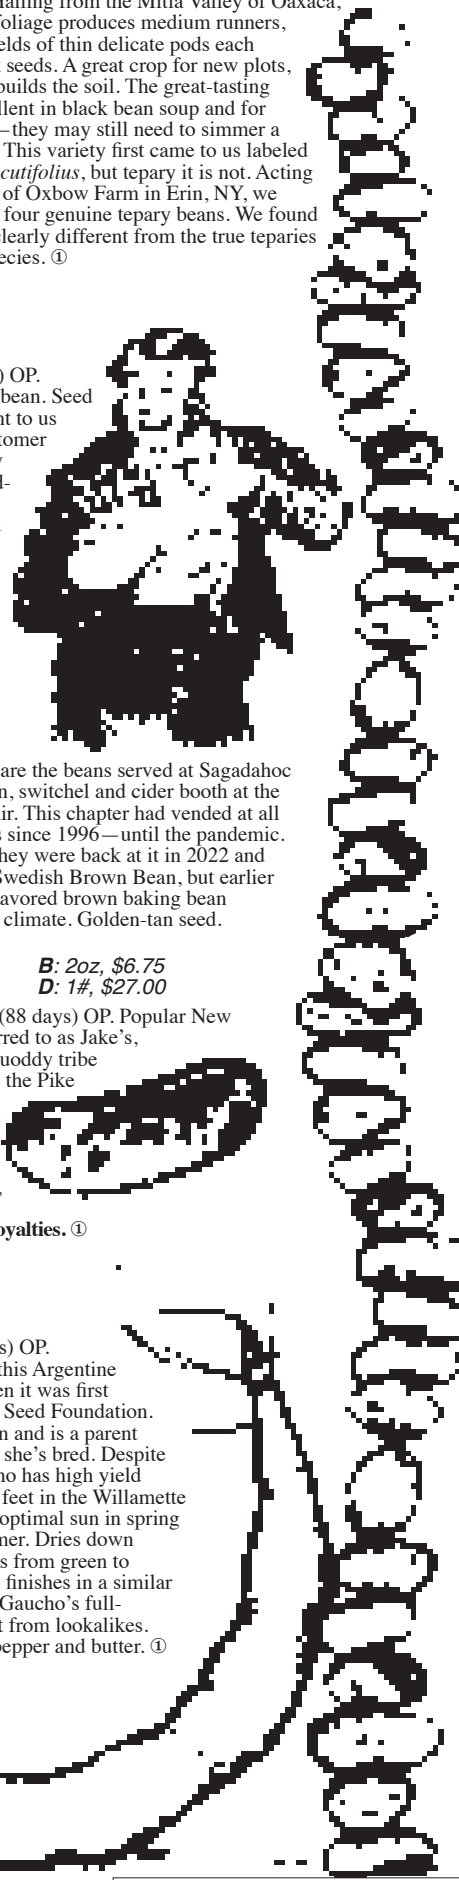 Hailing from the Mitla Valley of Oaxaca,
foliage produces medium runners,
elds of thin delicate pods each
seeds. A great crop for new plots,
builds the soil. The great-tasting
llent in black bean soup and for
—they may still need to simmer a
This variety first came to us labeled
cutifolius, but tepary it is not. Acting
of Oxbow Farm in Erin, NY, we
four genuine tepary beans. We found
clearly different from the true teparies
ecies. ①
) OP.
bean. Seed
nt to us
tomer
l-
are the beans served at Sagadahoc
n, switchel and cider booth at the
ir. This chapter had vended at all
s since 1996—until the pandemic.
hey were back at it in 2022 and
Swedish Brown Bean, but earlier
avored brown baking bean
climate. Golden-tan seed.
B: 2oz, $6.75
D: 1#, $27.00
(88 days) OP. Popular New
rred to as Jake’s,
quoddy tribe
the Pike
oyalties. ①
s) OP.
this Argentine
en it was first
Seed Foundation.
n and is a parent
she’s bred. Despite
ho has high yield
feet in the Willamette
optimal sun in spring
mer. Dries down
s from green to
finishes in a similar
Gaucho’s full-
t from lookalikes.
pepper and butter. ①